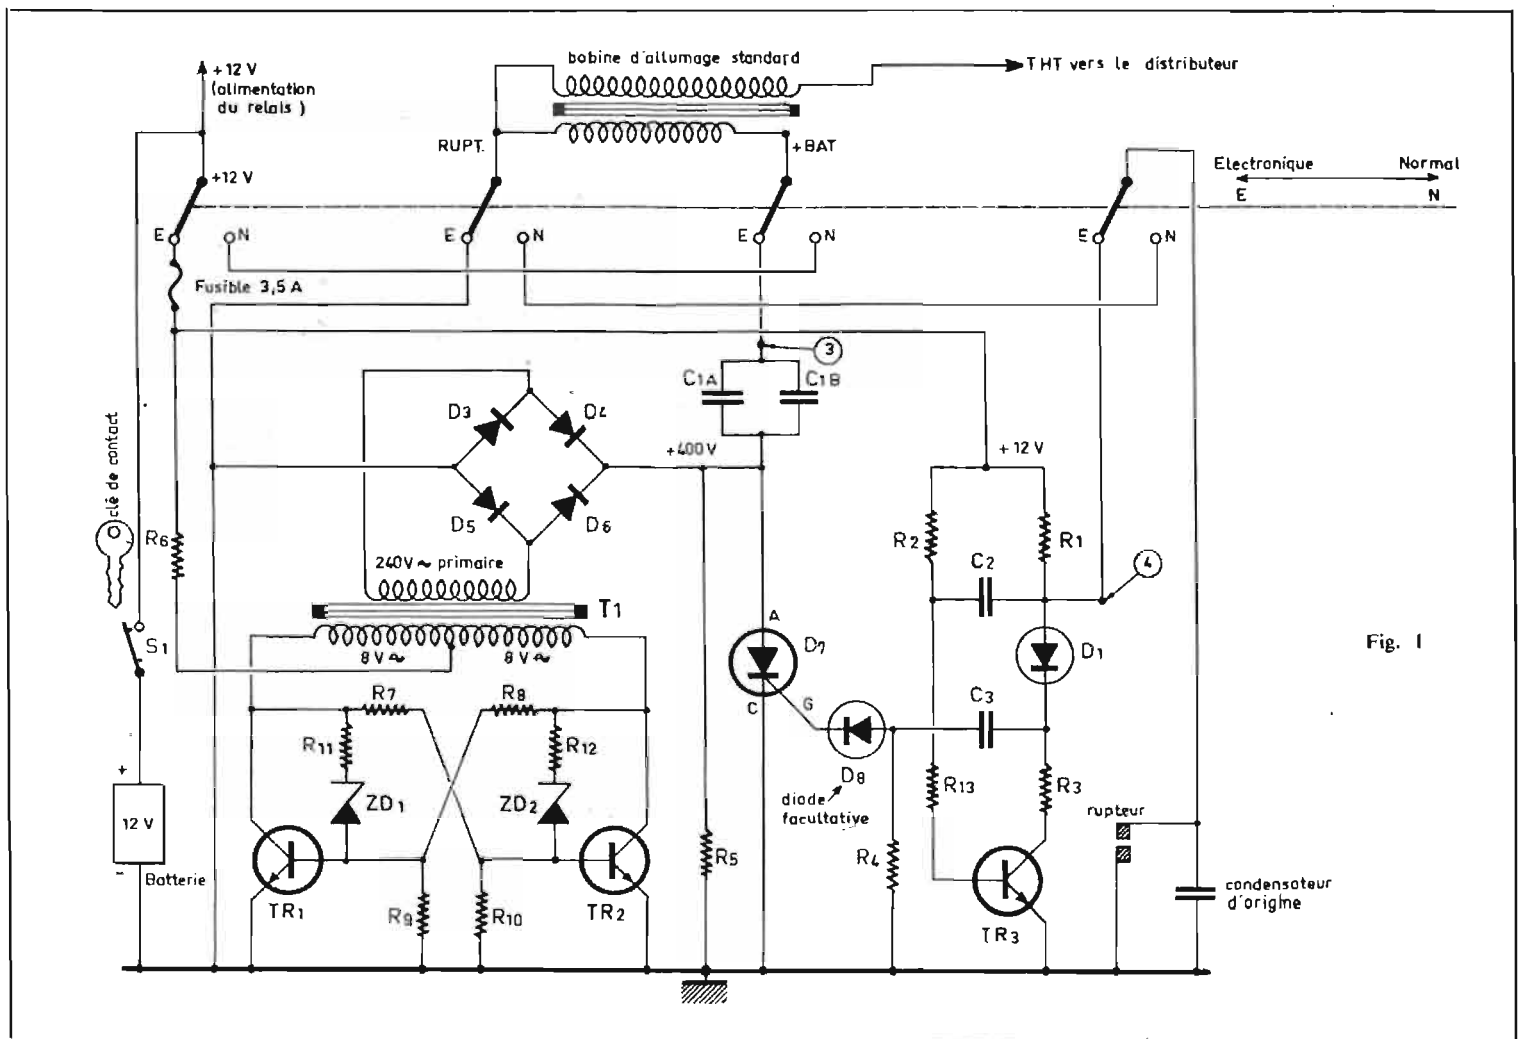 bobine d'allumage standard
+12 V
(alimentation
du relais)
THT vers le distributeur
RUPT.
+BAT
+12 V
Electronique
Normal
E
N
E
N
E
N
E
N
E
N
Fusible 3,5 A
3
C1A
C1B
D3
D4
+400 V
+12 V
clé de contact
D5
D6
R6
R2
R1
C2
4
240V ~ primaire
T1
A
D7
D1
Fig. 1
S1
8V ~
8V ~
R7
R8
C
G
C3
R11
R12
D8
diode
facultative
R13
R3
ZD1
ZD2
rupteur
+
12 V
-
Batterie
R5
R4
TR1
R9
R10
TR2
TR3
condensateur
d'origine